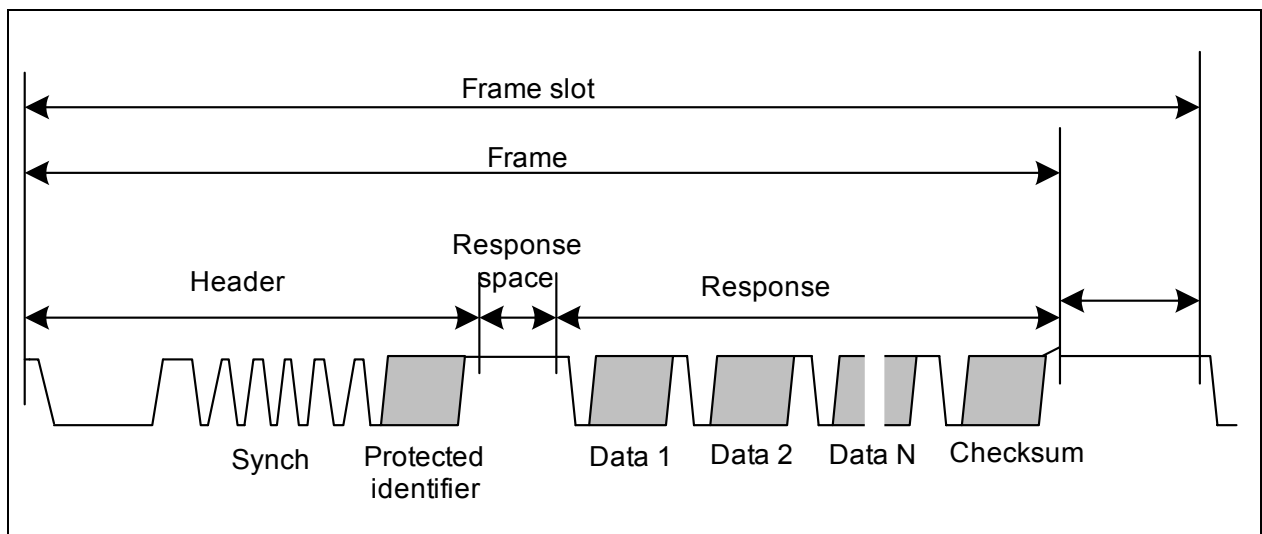 Frame slot
Frame
Header
Response
space
Response
Synch
Protected
identifier
Data 1
Data 2
Data N
Checksum